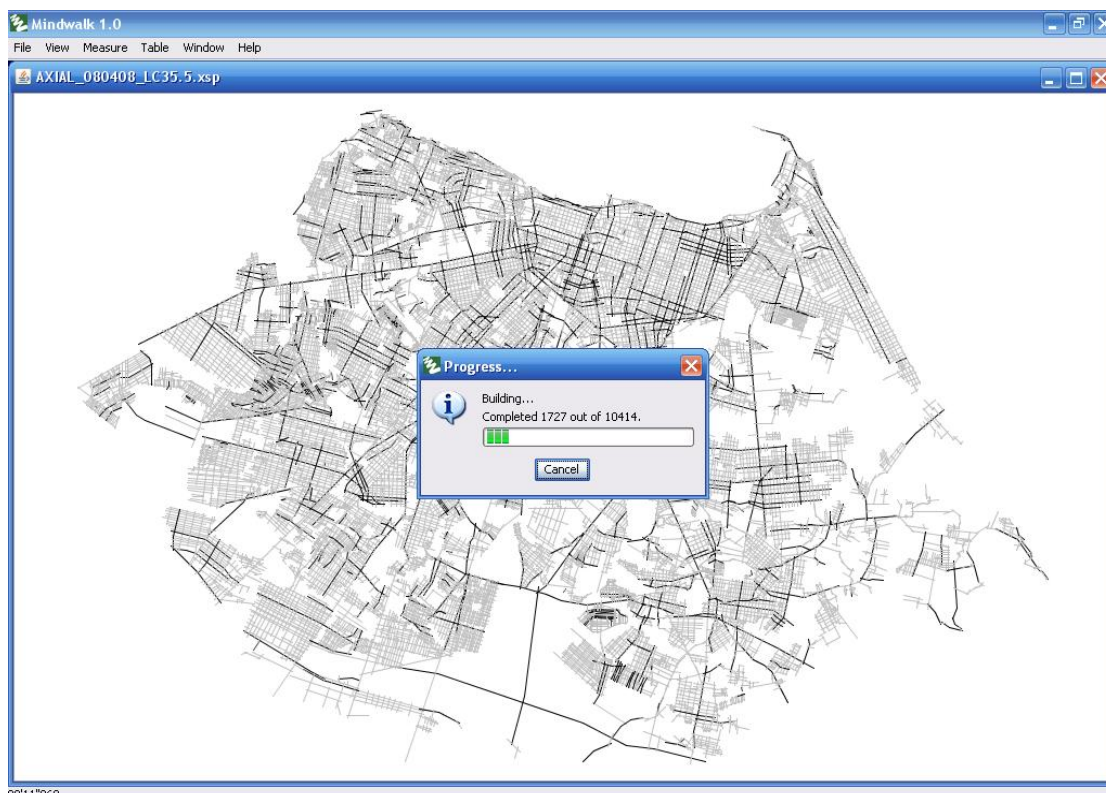 Mindwalk 1.0
File View Measure Table Window Help
AXIAL_080408_LC35.5.xsp
Progress...
Building...
Completed 1727 out of 10414.
Cancel